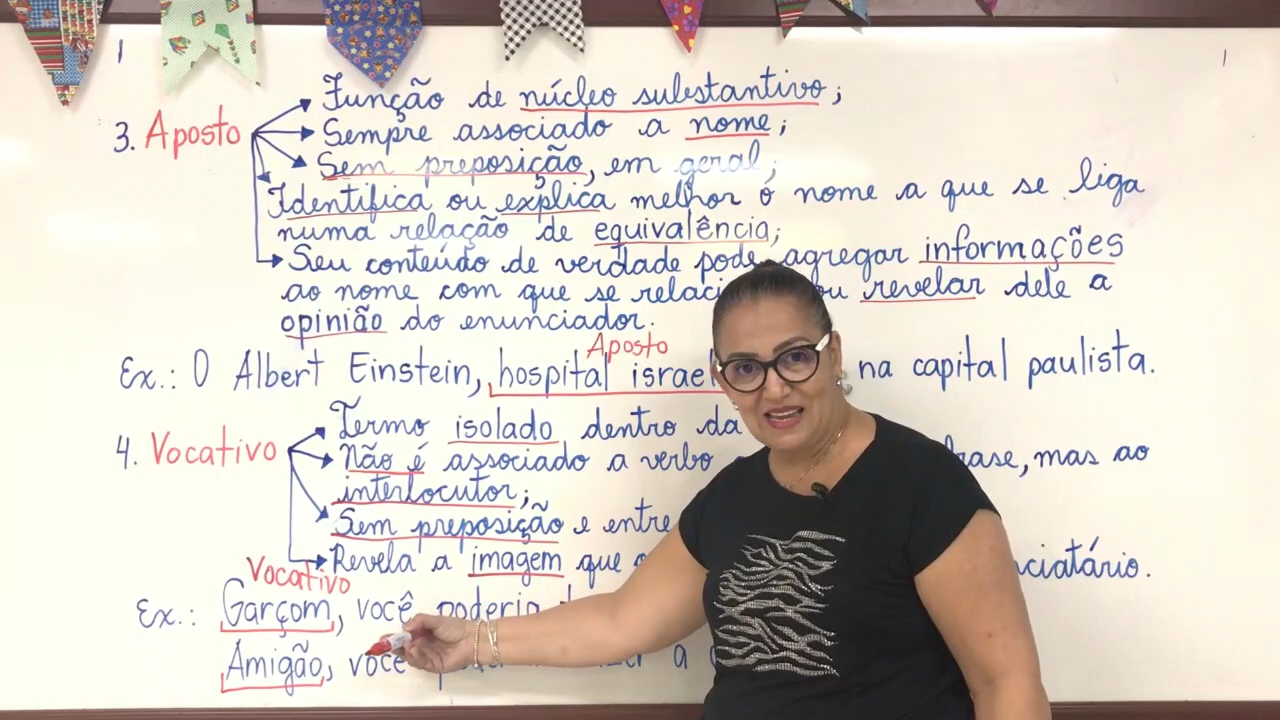 1 1
3. Aposto
Função de núcleo substantivo;
Sempre associado a nome;
Sem preposição, em geral;
Identifica ou explica melhor o nome a que se liga
numa relação de equivalência;
Seu conteúdo de verdade pode agregar informações
ao nome com que se relaci ou revelar dele a
opinião do enunciador.
Aposto
Ex.: O Albert Einstein, hospital israel na capital paulista.
4. Vocativo
Termo isolado dentro da
Não é associado a verbo frase, mas ao
interlocutor;
Sem preposição e entre
Revela a imagem que nciatário.
Vocativo
Ex.: Garçom, você poderia
Amigão, você a